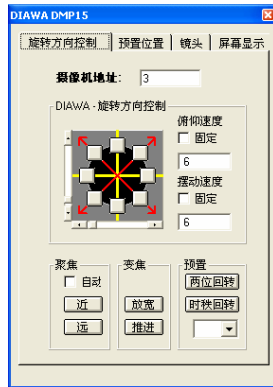 DIAWA DMP15
旋转方向控制 预置位置 镜头 屏幕显示
摄像机地址: 3
DIAWA - 旋转方向控制
俯仰速度
固定
6
摆动速度
固定
6
聚焦 变焦 预置
自动 两位回转
近 放宽 时秩回转
远 推进